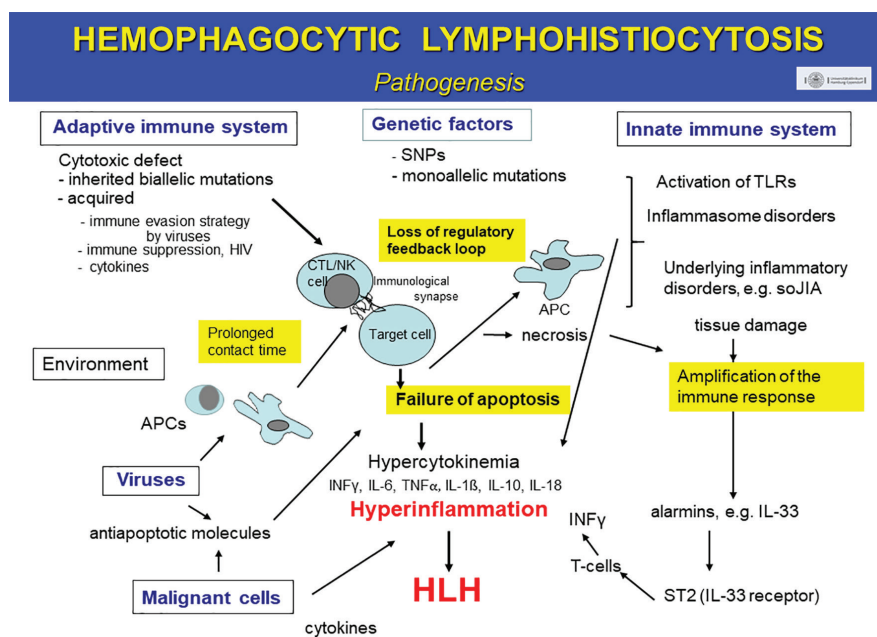 HEMOPHAGOCYTIC LYMPHOHISTIOCYTOSIS
Pathogenesis
Adaptive immune system
Cytotoxic defect
- inherited biallelic mutations
- acquired
- immune evasion strategy
by viruses
- immune suppression, HIV
- cytokines
Genetic factors
- SNPs
- monoallelic mutations
Innate immune system
Activation of TLRs
Inflammasome disorders
Underlying inflammatory
disorders, e.g. soJIA
tissue damage
Amplification of the
immune response
alarmins, e.g. IL-33
ST2 (IL-33 receptor)
T-cells
INFγ
Loss of regulatory
feedback loop
CTL/NK
cell
Immunological
synapse
Target cell
APC
necrosis
Prolonged
contact time
Environment
APCs
Viruses
antiapoptotic molecules
Malignant cells
cytokines
Failure of apoptosis
Hypercytokinemia
INFγ, IL-6, TNFα, IL-1ß, IL-10, IL-18
Hyperinflammation
HLH